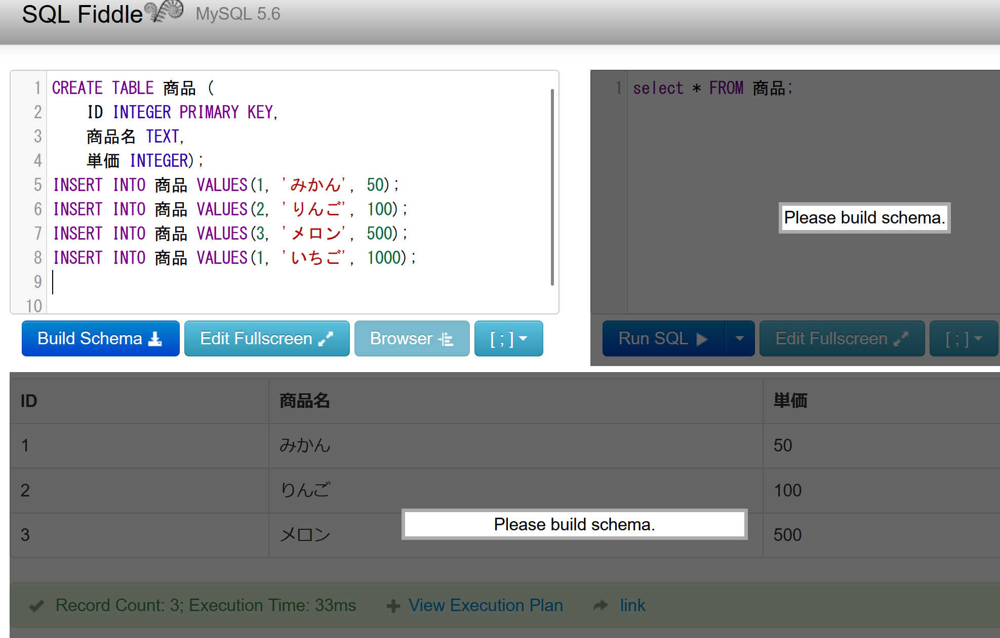 SQL Fiddle MySQL 5.6
1 CREATE TABLE 商品 (
2 ID INTEGER PRIMARY KEY,
3 商品名 TEXT,
4 単価 INTEGER);
5 INSERT INTO 商品 VALUES(1, 'みかん', 50);
6 INSERT INTO 商品 VALUES(2, 'りんご', 100);
7 INSERT INTO 商品 VALUES(3, 'メロン', 500);
8 INSERT INTO 商品 VALUES(1, 'いちご', 1000);
9
10
Build Schema Edit Fullscreen Browser [ ; ]
1 select * FROM 商品;
Please build schema.
Run SQL Edit Fullscreen [ ; ]
ID 商品名 単価
1 みかん 50
2 りんご 100
3 メロン 500
Please build schema.
Record Count: 3; Execution Time: 33ms View Execution Plan link